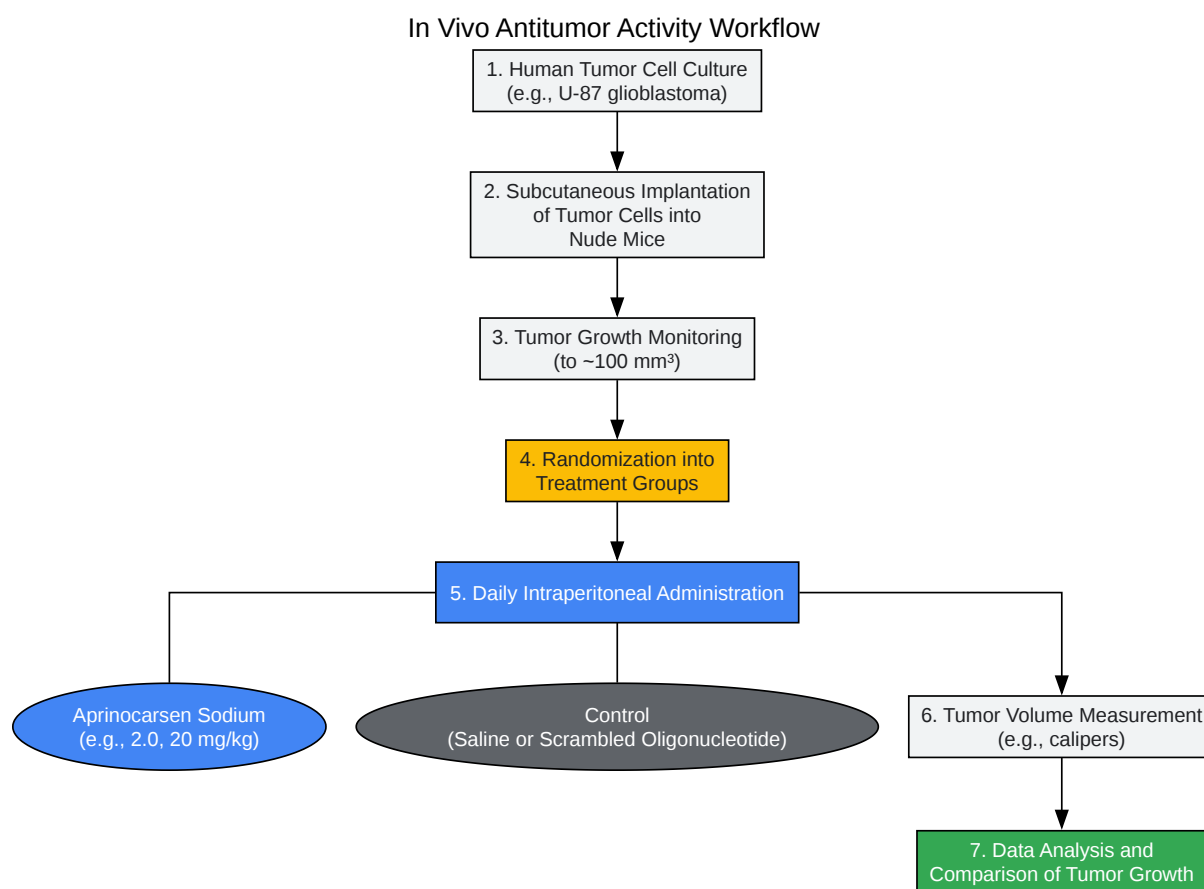 In Vivo Antitumor Activity Workflow
1. Human Tumor Cell Culture
(e.g., U-87 glioblastoma)
2. Subcutaneous Implantation
of Tumor Cells into
Nude Mice
3. Tumor Growth Monitoring
(to ~100 mm³)
4. Randomization into
Treatment Groups
5. Daily Intraperitoneal Administration
Aprinocarsen Sodium
(e.g., 2.0, 20 mg/kg)
Control
(Saline or Scrambled Oligonucleotide)
6. Tumor Volume Measurement
(e.g., calipers)
7. Data Analysis and
Comparison of Tumor Growth